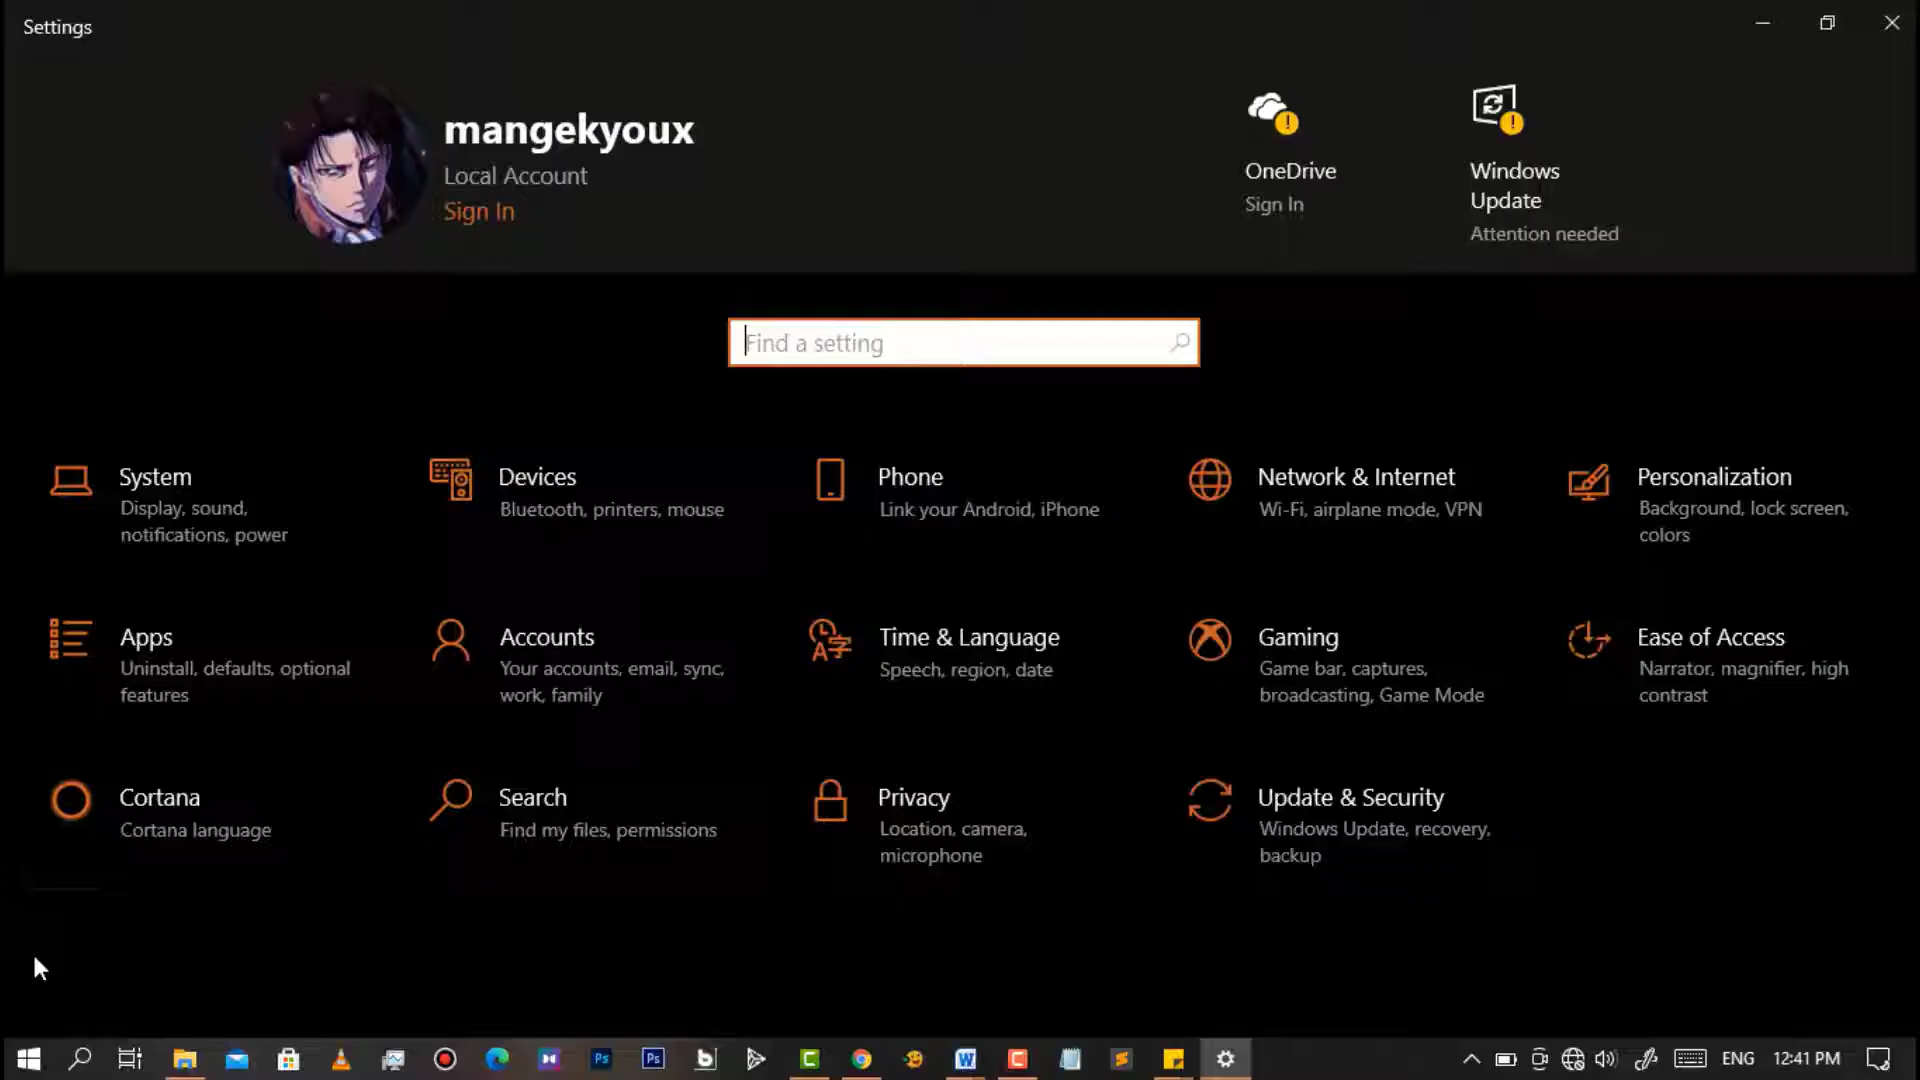 Settings
mangekyoux
Local Account
Sign In
OneDrive
Sign In
Windows
Update
Attention needed
Find a setting
System
Display, sound,
notifications, power
Devices
Bluetooth, printers, mouse
Phone
Link your Android, iPhone
Network & Internet
Wi-Fi, airplane mode, VPN
Personalization
Background, lock screen,
colors
Apps
Uninstall, defaults, optional
features
Accounts
Your accounts, email, sync,
work, family
Time & Language
Speech, region, date
Gaming
Game bar, captures,
broadcasting, Game Mode
Ease of Access
Narrator, magnifier, high
contrast
Cortana
Cortana language
Search
Find my files, permissions
Privacy
Location, camera,
microphone
Update & Security
Windows Update, recovery,
backup
Ps
Ps
b
C
W
C
S
ENG
12:41 PM